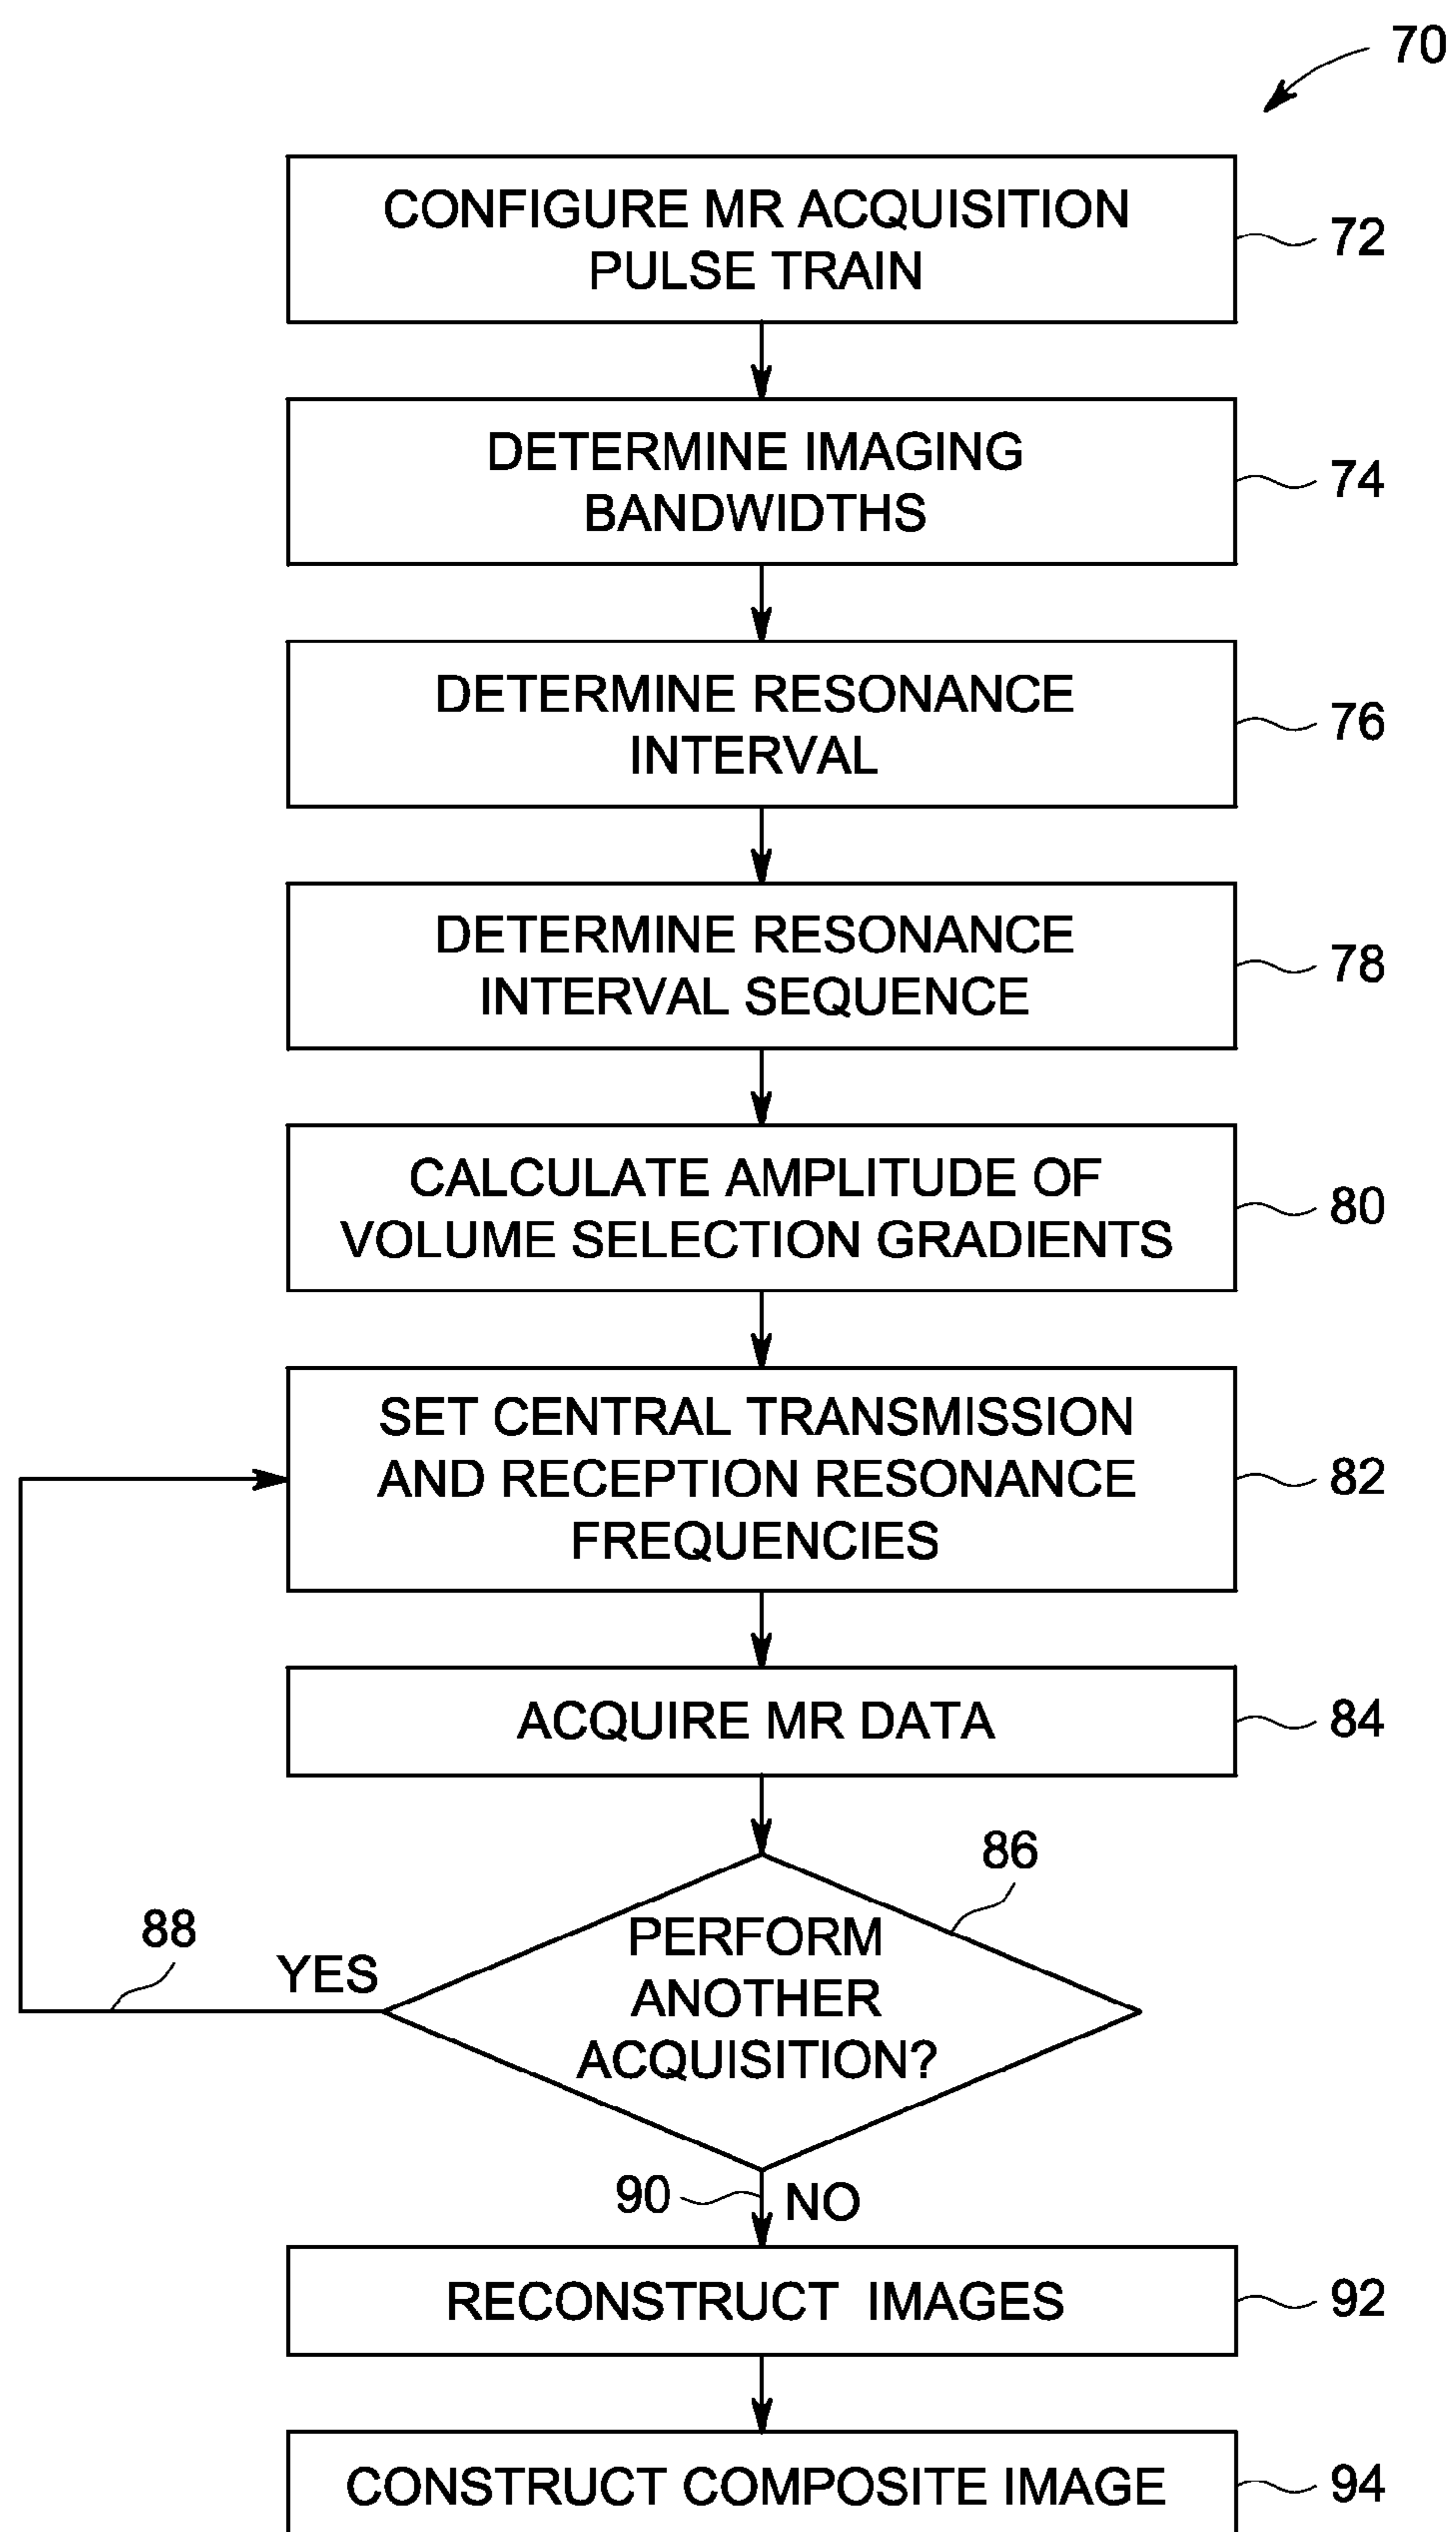 70
CONFIGURE MR ACQUISITION
PULSE TRAIN
72
DETERMINE IMAGING
BANDWIDTHS
74
DETERMINE RESONANCE
INTERVAL
76
DETERMINE RESONANCE
INTERVAL SEQUENCE
78
CALCULATE AMPLITUDE OF
VOLUME SELECTION GRADIENTS
80
SET CENTRAL TRANSMISSION
AND RECEPTION RESONANCE
FREQUENCIES
82
ACQUIRE MR DATA
84
86
PERFORM
ANOTHER
ACQUISITION?
88
YES
90
NO
RECONSTRUCT IMAGES
92
CONSTRUCT COMPOSITE IMAGE
94